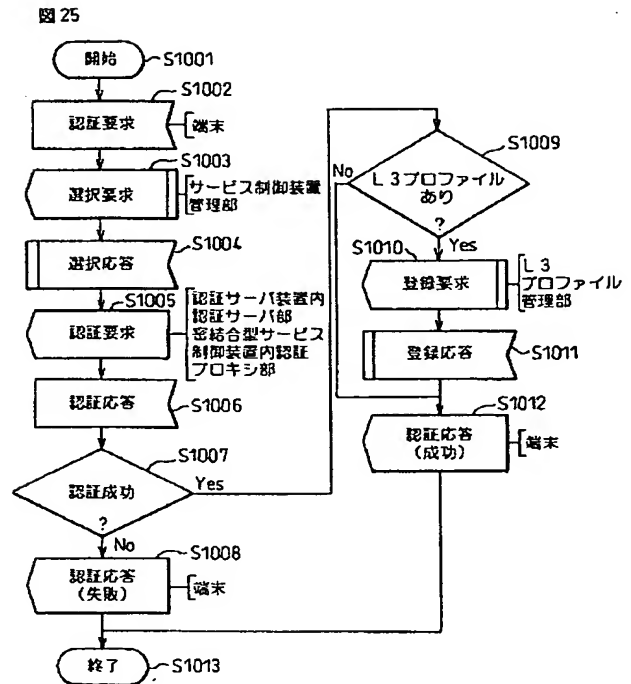 図25
開始
S1001
S1002
認証要求
端末
S1003
選択要求
サービス制御装置
管理部
S1004
選択応答
S1005
認証要求
認証サーバ装置内
認証サーバ部
密結合型サービス
制御装置内認証
プロキシ部
認証応答
S1006
S1007
認証成功
?
Yes
No
S1008
認証応答
(失敗)
端末
終了
S1013
S1009
No
L3プロファイル
あり
?
Yes
S1010
登録要求
L3
プロファイル
管理部
登録応答
S1011
S1012
認証応答
(成功)
端末